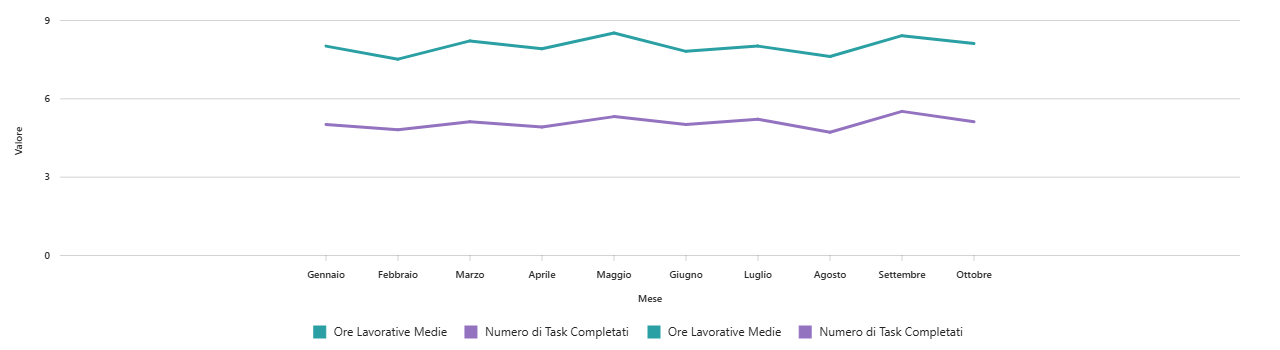 9
6
3
0
Valore
Gennaio Febbraio Marzo Aprile Maggio Giugno Luglio Agosto Settembre Ottobre
Mese
Ore Lavorative Medie Numero di Task Completati Ore Lavorative Medie Numero di Task Completati